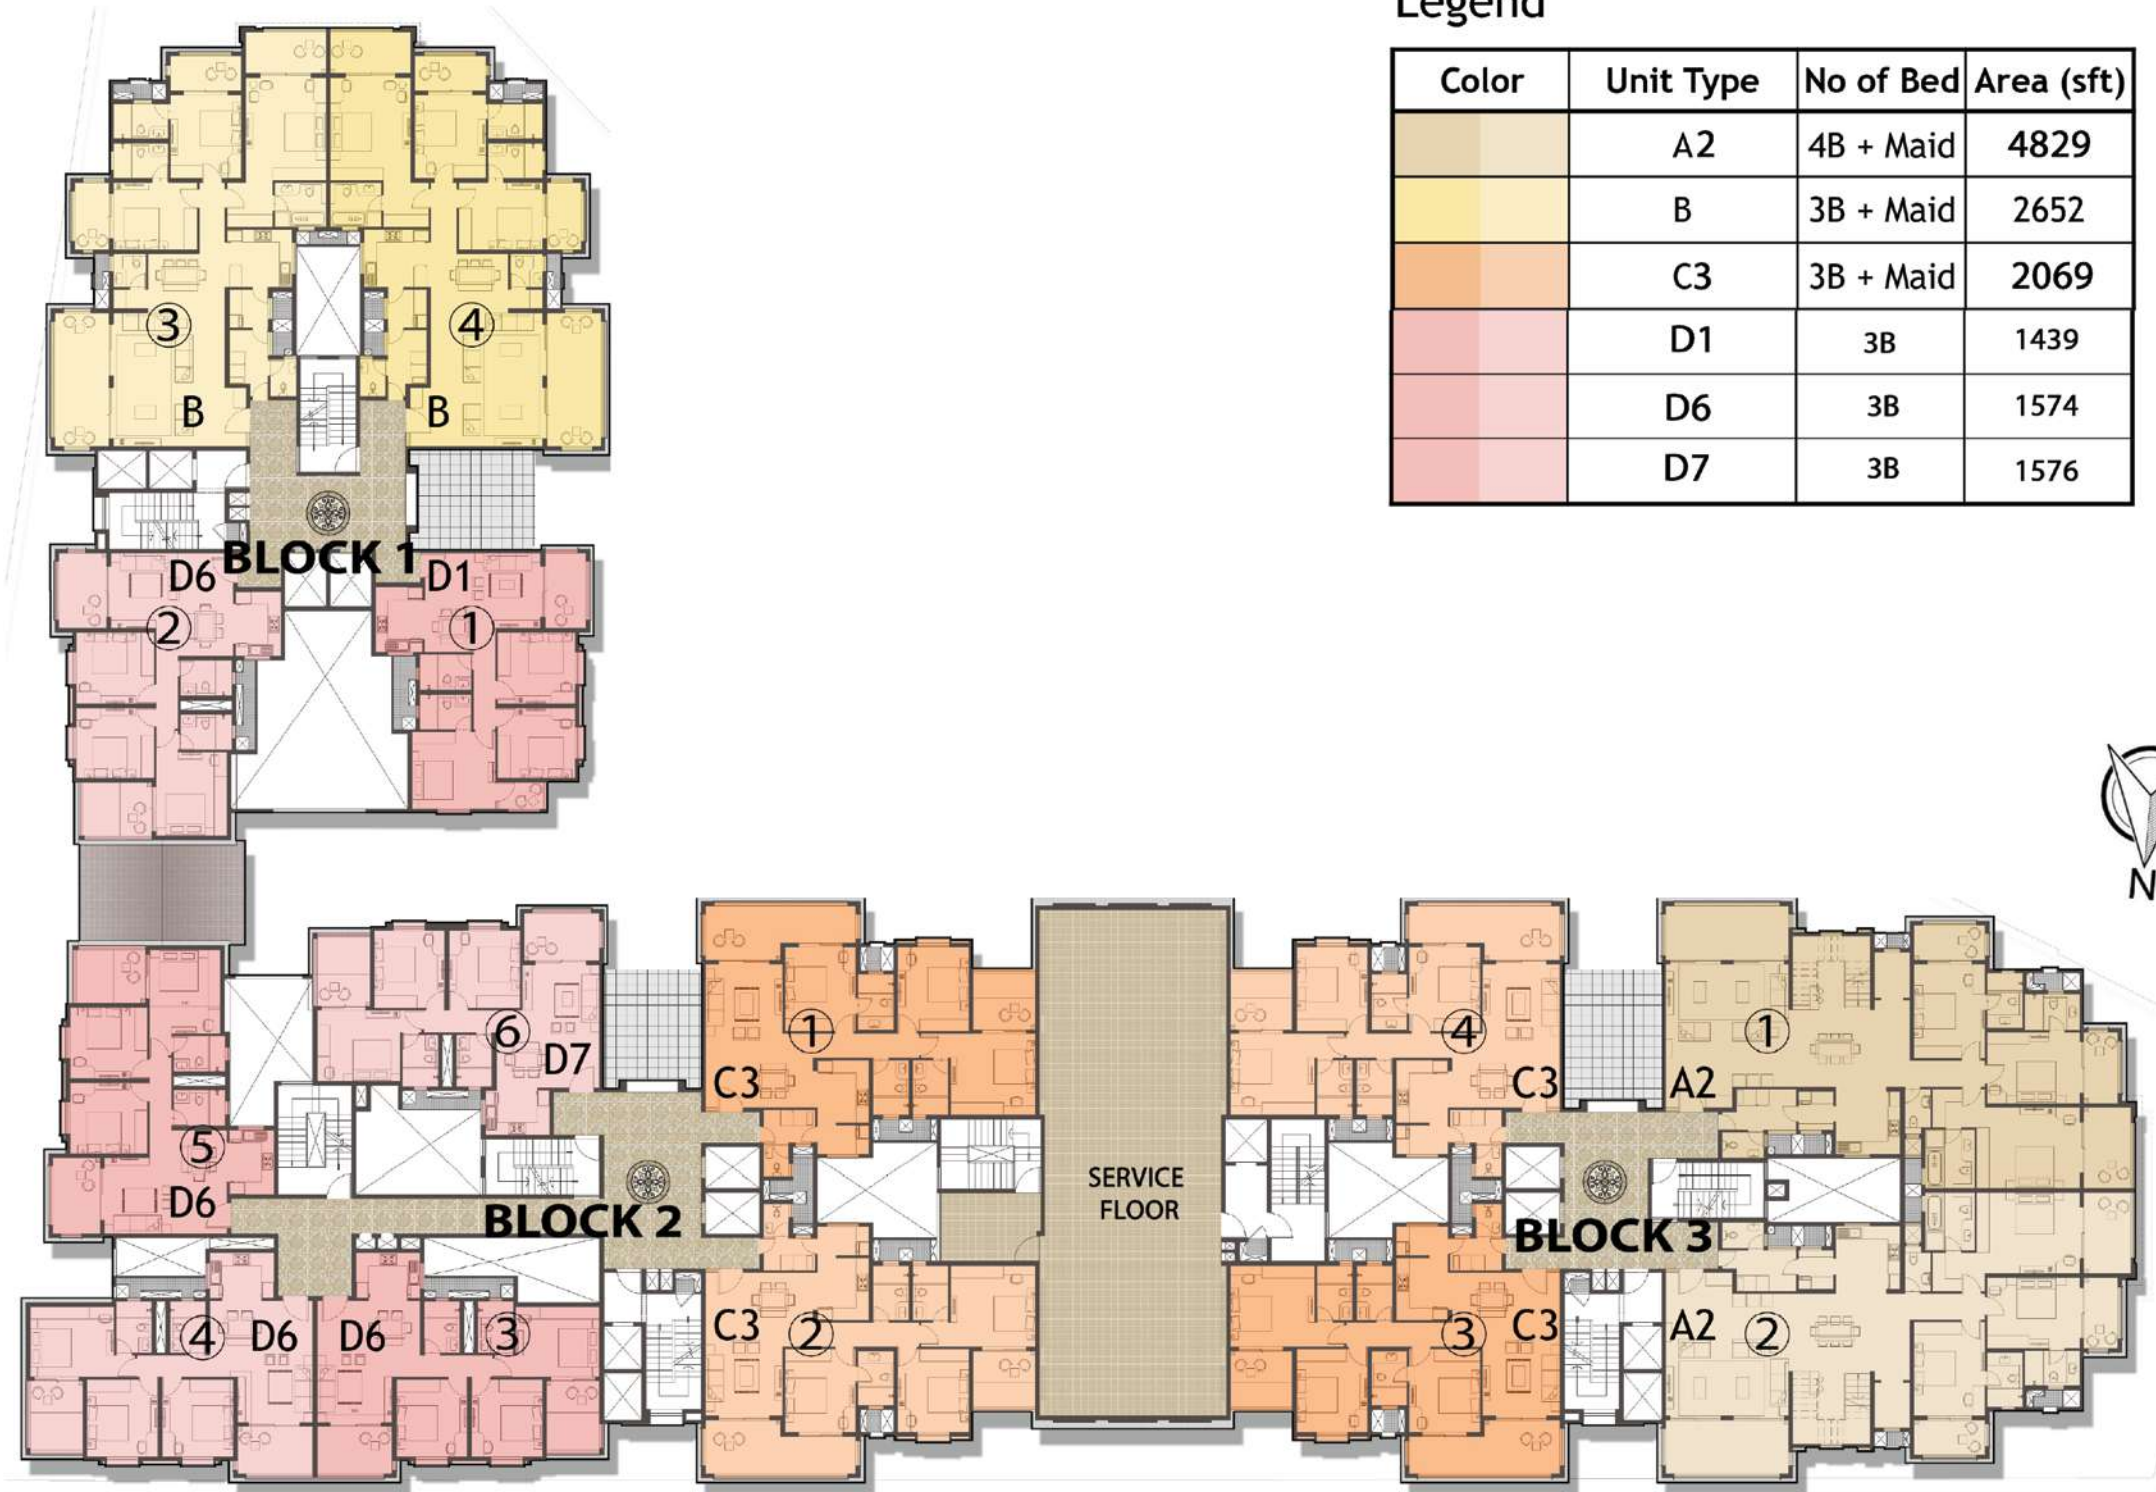 Legend
Color Unit Type No of Bed Area (sft)
A2 4B + Maid 4829
B 3B + Maid 2652
C3 3B + Maid 2069
D1 3B 1439
D6 3B 1574
D7 3B 1576
3 4
B B
BLOCK 1
D6 D1
2 1
N
6 1 4 1
D7 C3 C3 A2
5
D6
SERVICE
FLOOR
BLOCK 2 BLOCK 3
4 D6 D6 3 C3 2 3 C3 A2 2